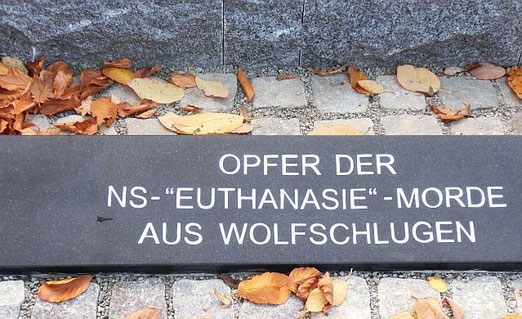 OPFER DER
NS-“EUTHANASIE“-MORDE
AUS WOLFSCHLUGEN